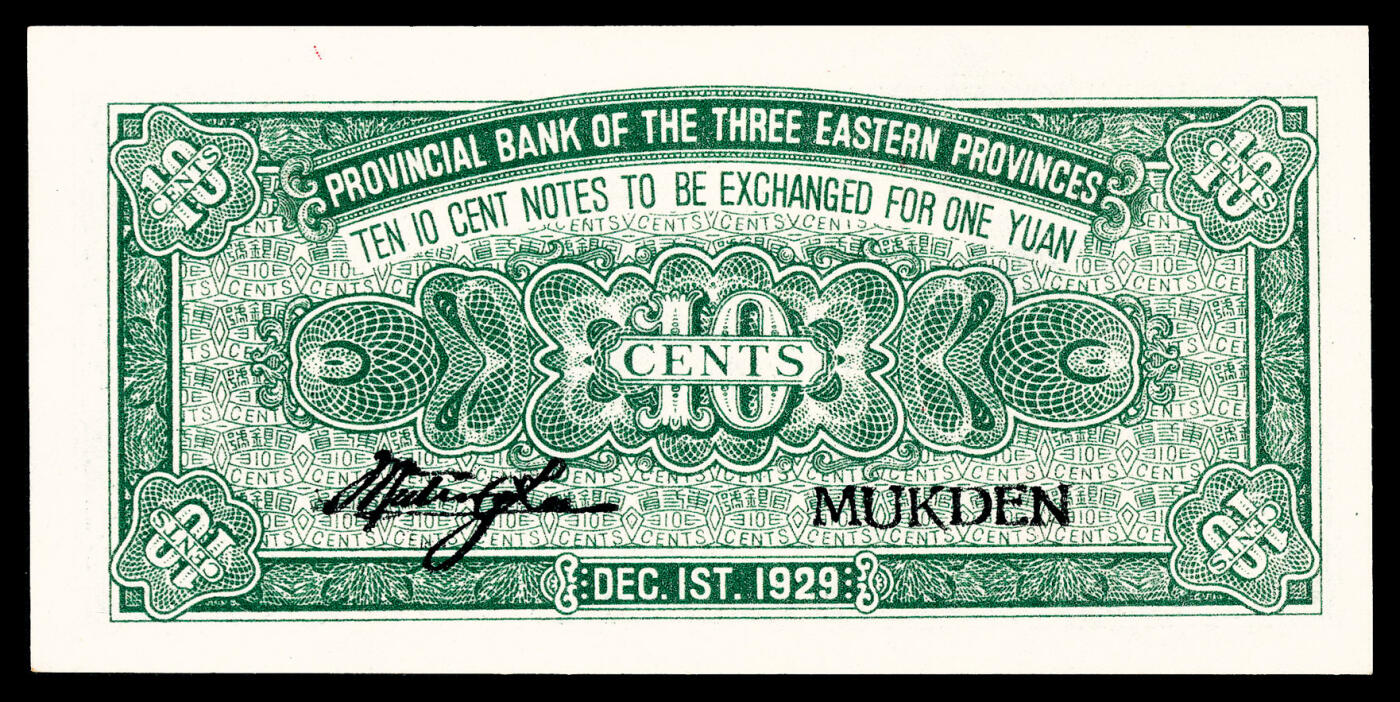 PROVINCIAL BANK OF THE THREE EASTERN PROVINCES
TEN 10 CENT NOTES TO BE EXCHANGED FOR ONE YUAN
10
CENTS
10
CENTS
10
CENTS
MUKDEN
10
CENTS
10
CENTS
DEC. 1ST. 1929